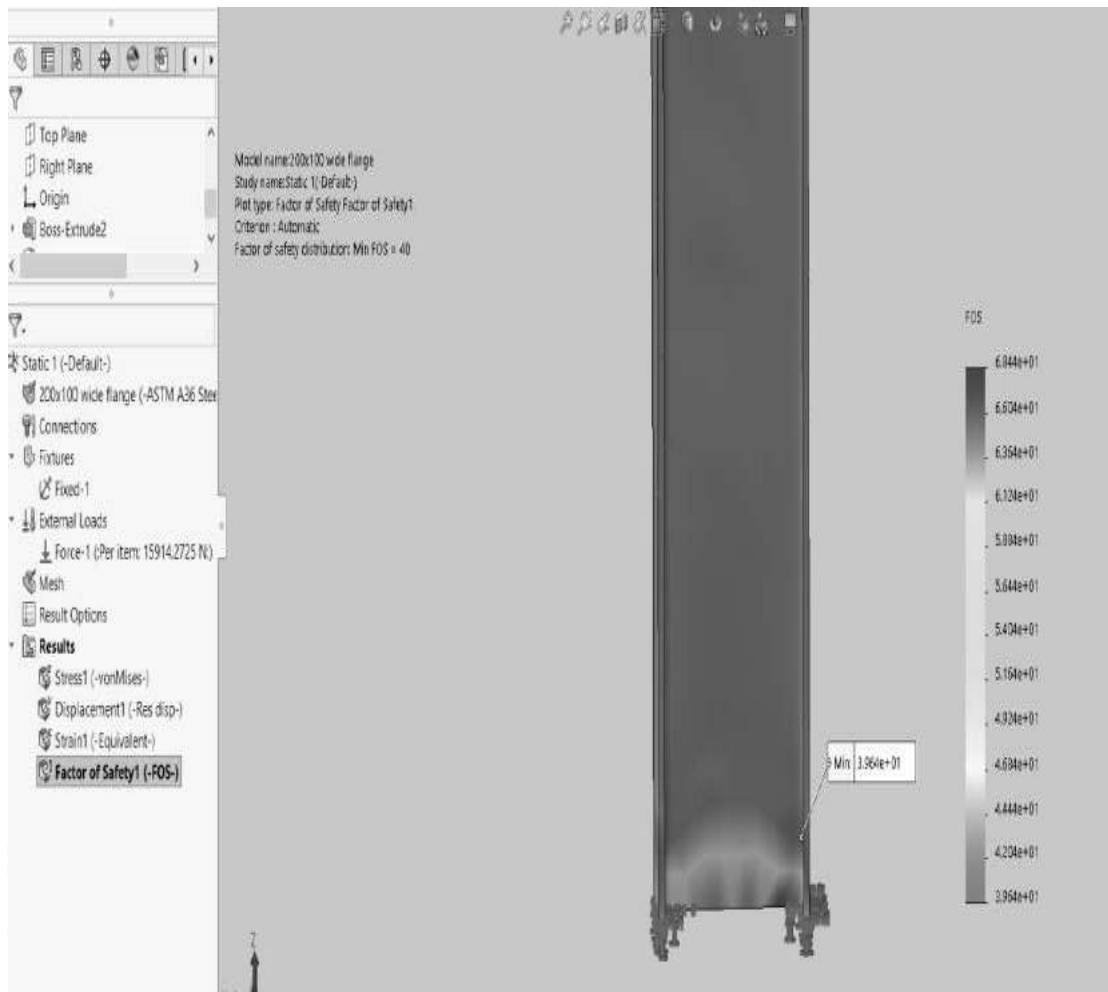 Top Plane
Right Plane
Origin
Boss-Extrude2
Static 1 (-Default-)
200x100 wide flange (-ASTM A36 Stee
Connections
Fixtures
Fixed-1
External Loads
Force-1 (:Per item: 15914.2725 N:)
Mesh
Result Options
Results
Stress1 (-vonMises-)
Displacement1 (-Res disp-)
Strain1 (-Equivalent-)
Factor of Safety1 (-FOS-)
Model name:200x100 wide flange
Study name:Static 1(-Default-)
Plot type: Factor of Safety Factor of Safety1
Criterion : Automatic
Factor of safety distribution: Min FOS = 40
Min: 3.964e+01
FOS
6.844e+01
6.604e+01
6.364e+01
6.124e+01
5.884e+01
5.644e+01
5.404e+01
5.164e+01
4.924e+01
4.684e+01
4.444e+01
4.204e+01
3.964e+01
Z